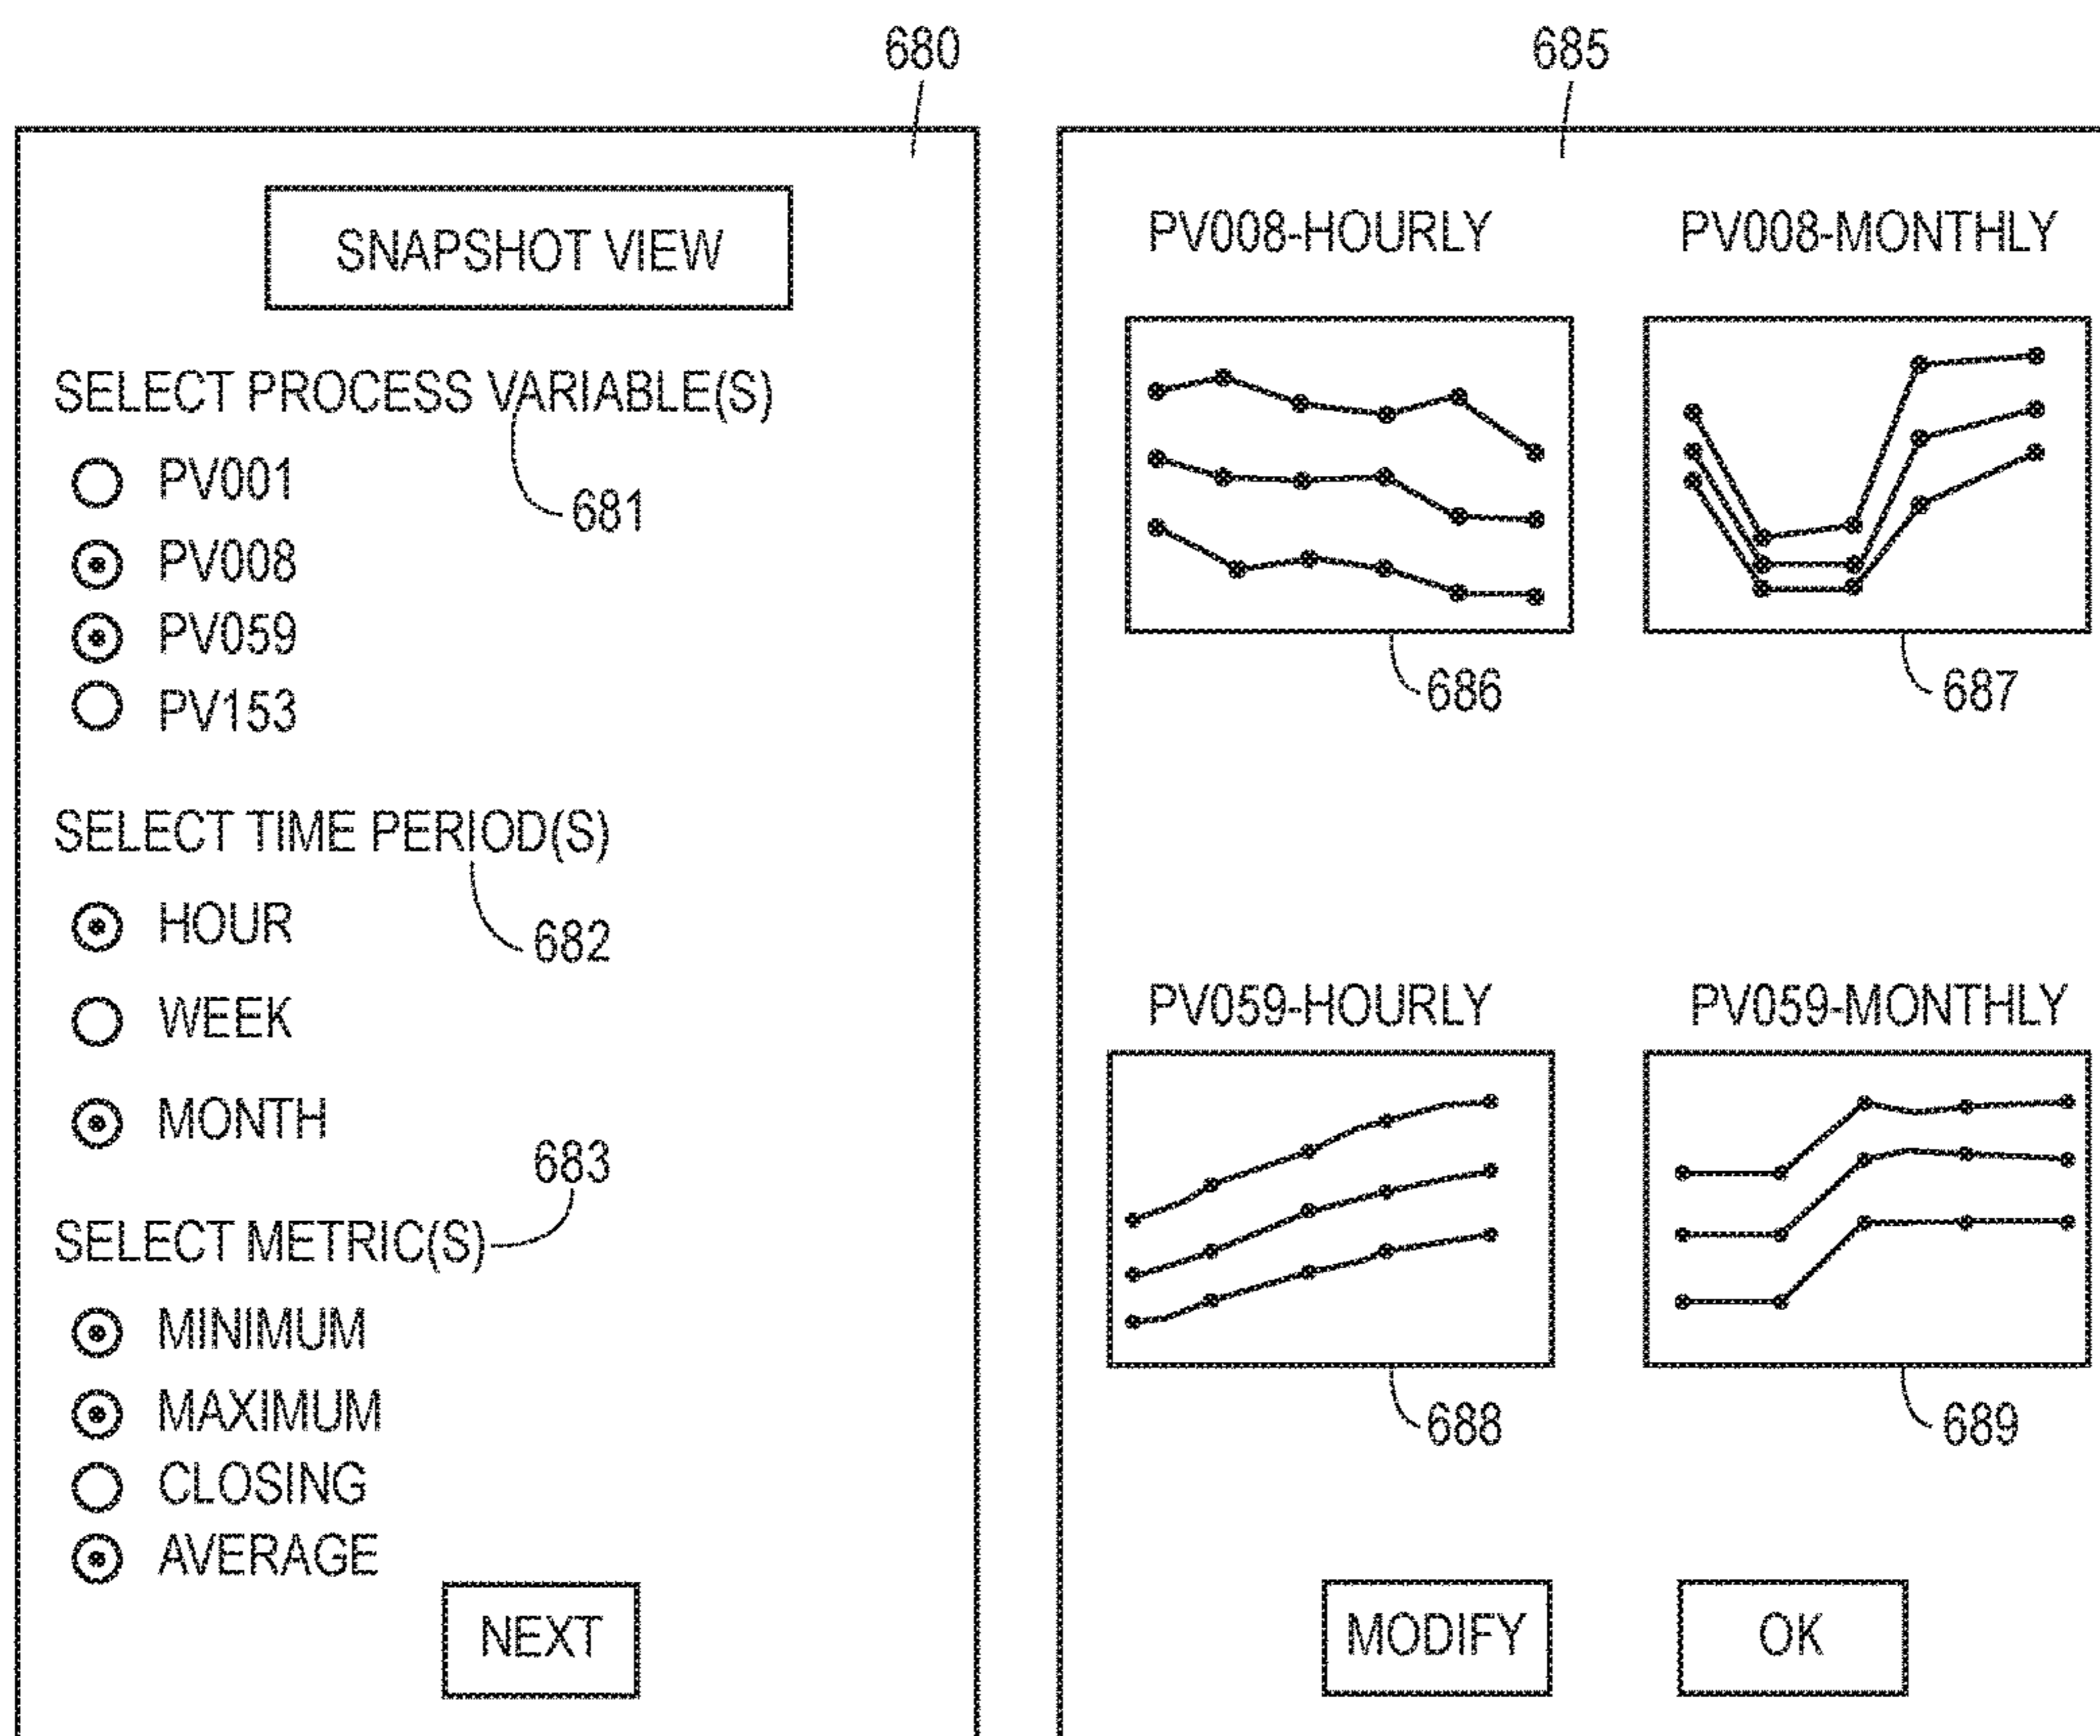 680
SNAPSHOT VIEW
SELECT PROCESS VARIABLE(S)
681
PV001
PV008
PV059
PV153
SELECT TIME PERIOD(S)
682
HOUR
WEEK
MONTH
683
SELECT METRIC(S)
MINIMUM
MAXIMUM
CLOSING
AVERAGE
NEXT
685
PV008-HOURLY PV008-MONTHLY
686 687
PV059-HOURLY PV059-MONTHLY
688 689
MODIFY OK